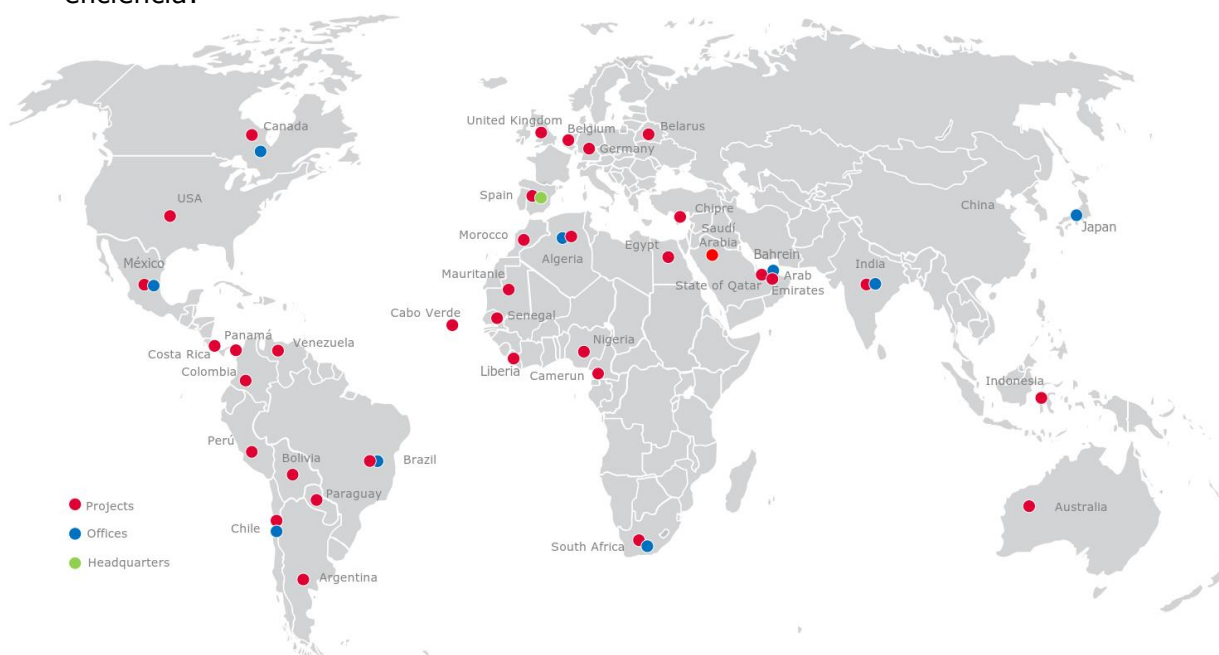 Canada
United Kingdom
Belgium
Belarus
Germany
USA
Spain
Chipre
China
Japan
Morocco
Saudí
Arabia
Algeria
Egypt
Bahrein
India
México
Mauritanie
State of Qatar
Arab
Emirates
Cabo Verde
Senegal
Panamá
Venezuela
Costa Rica
Nigeria
Colombia
Liberia
Camerun
Indonesia
Perú
Bolivia
Brazil
Paraguay
Projects
Australia
Chile
Offices
South Africa
Headquarters
Argentina